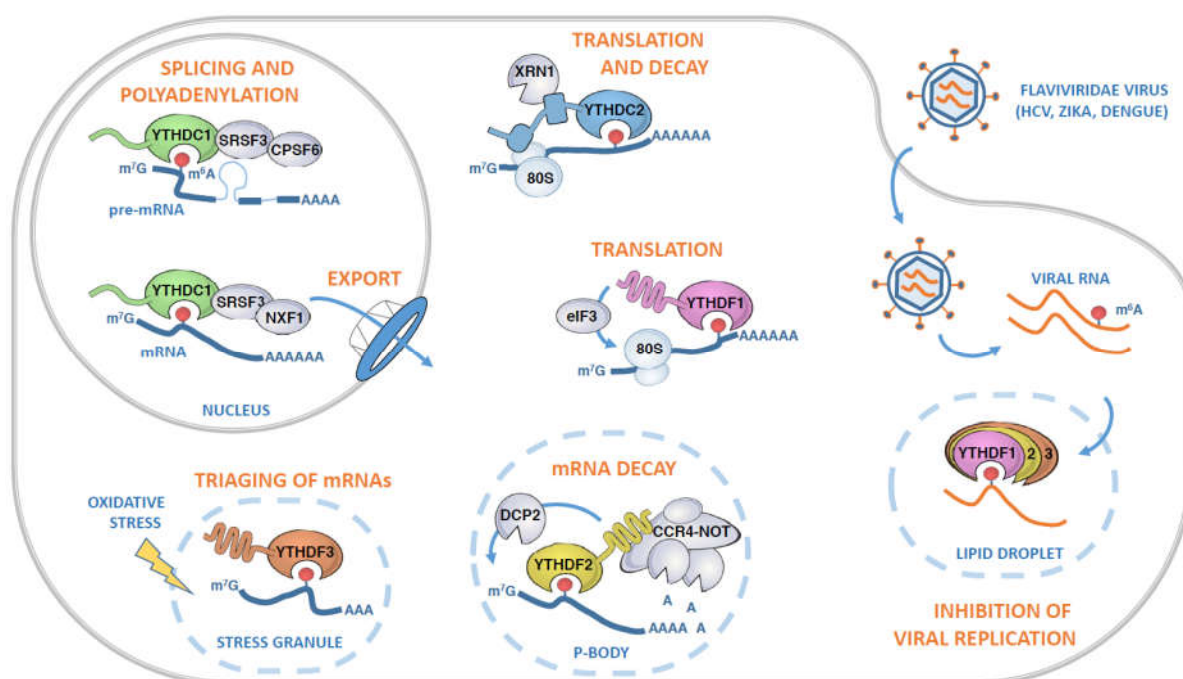 SPLICING AND
POLYADENYLATION
YTHDC1
SRSF3
CPSF6
m⁷G
m⁶A
pre-mRNA
AAAA
EXPORT
YTHDC1
SRSF3
NXF1
m⁷G
mRNA
AAAAAA
NUCLEUS
TRANSLATION
AND DECAY
XRN1
YTHDC2
AAAAAA
m⁷G
80S
TRANSLATION
YTHDF1
eIF3
AAAAAA
80S
m⁷G
FLAVIVIRIDAE VIRUS
(HCV, ZIKA, DENGUE)
VIRAL RNA
m⁶A
YTHDF1
2
3
LIPID DROPLET
INHIBITION OF
VIRAL REPLICATION
TRIAGING OF mRNAs
OXIDATIVE
STRESS
YTHDF3
m⁷G
AAA
STRESS GRANULE
mRNA DECAY
DCP2
CCR4-NOT
YTHDF2
m⁷G
A
A
AAAA
A
P-BODY